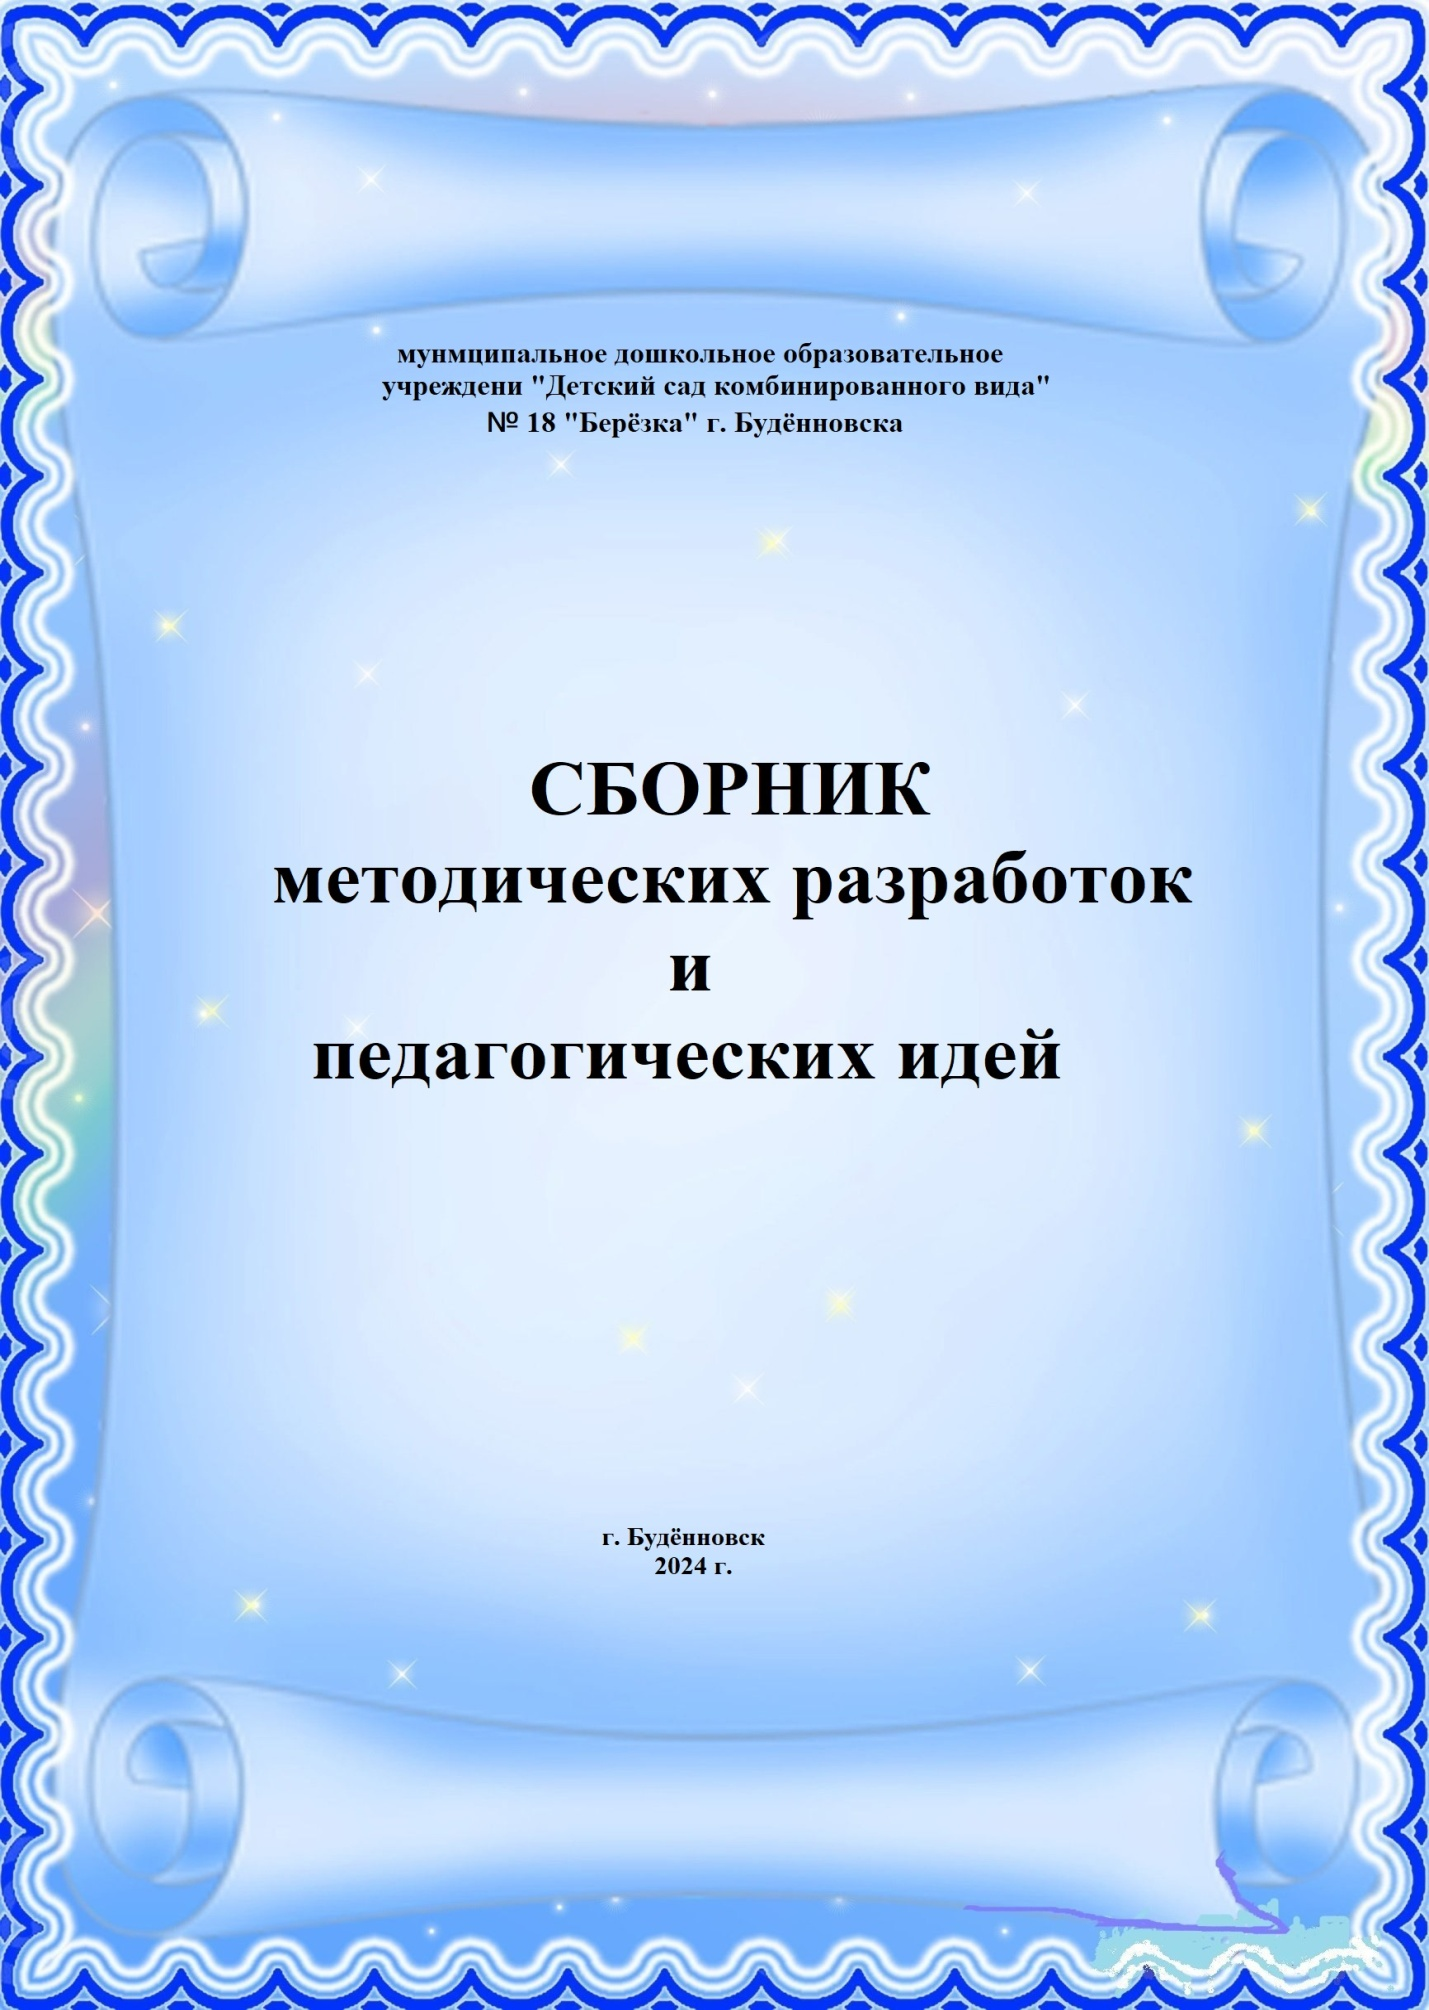 мунмципальное дошкольное образовательное
учреждени "Детский сад комбинированного вида"
№ 18 "Берёзка" г. Будённовска
СБОРНИК
методических разработок
и
педагогических идей
г. Будённовск
2024 г.